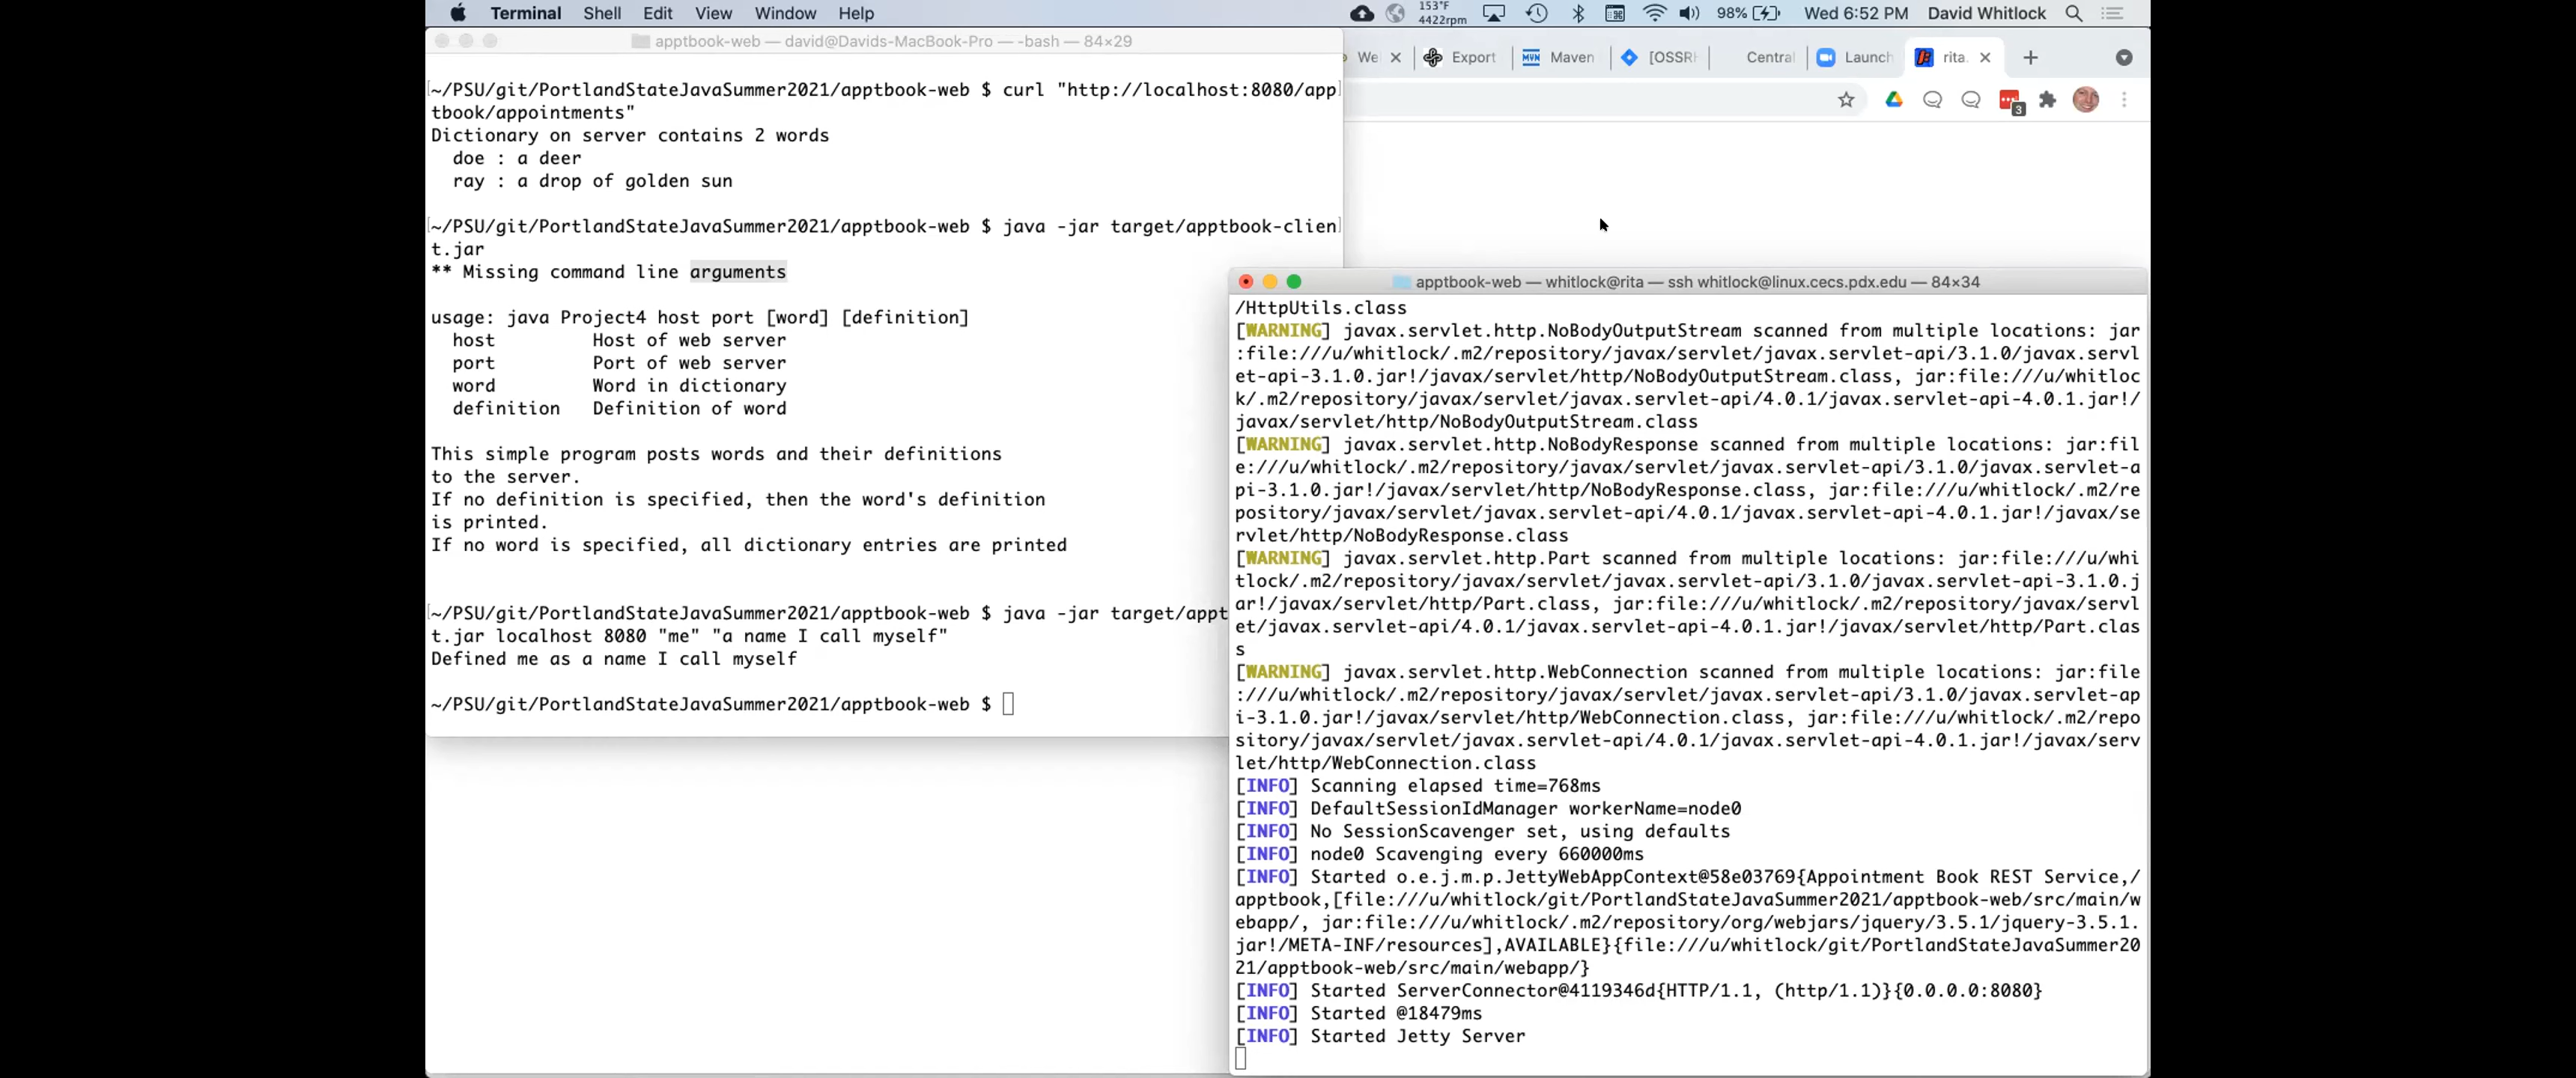 Terminal Shell Edit View Window Help
153°F
4422rpm
98%
Wed 6:52 PM David Whitlock
apptbook-web — david@Davids-MacBook-Pro — -bash — 84×29
We Export MVN Maven [OSSRH Central Launch rita.
3
~/PSU/git/PortlandStateJavaSummer2021/apptbook-web $ curl "http://localhost:8080/app
tbook/appointments"
Dictionary on server contains 2 words
doe : a deer
ray : a drop of golden sun
~/PSU/git/PortlandStateJavaSummer2021/apptbook-web $ java -jar target/apptbook-clien
t.jar
** Missing command line arguments
usage: java Project4 host port [word] [definition]
host Host of web server
port Port of web server
word Word in dictionary
definition Definition of word
This simple program posts words and their definitions
to the server.
If no definition is specified, then the word's definition
is printed.
If no word is specified, all dictionary entries are printed
~/PSU/git/PortlandStateJavaSummer2021/apptbook-web $ java -jar target/appt
t.jar localhost 8080 "me" "a name I call myself"
Defined me as a name I call myself
~/PSU/git/PortlandStateJavaSummer2021/apptbook-web $
apptbook-web — whitlock@rita — ssh whitlock@linux.cecs.pdx.edu — 84×34
/HttpUtils.class
[WARNING] javax.servlet.http.NoBodyOutputStream scanned from multiple locations: jar
:file:///u/whitlock/.m2/repository/javax/servlet/javax.servlet-api/3.1.0/javax.servl
et-api-3.1.0.jar!/javax/servlet/http/NoBodyOutputStream.class, jar:file:///u/whitloc
k/.m2/repository/javax/servlet/javax.servlet-api/4.0.1/javax.servlet-api-4.0.1.jar!/
javax/servlet/http/NoBodyOutputStream.class
[WARNING] javax.servlet.http.NoBodyResponse scanned from multiple locations: jar:fil
e:///u/whitlock/.m2/repository/javax/servlet/javax.servlet-api/3.1.0/javax.servlet-a
pi-3.1.0.jar!/javax/servlet/http/NoBodyResponse.class, jar:file:///u/whitlock/.m2/re
pository/javax/servlet/javax.servlet-api/4.0.1/javax.servlet-api-4.0.1.jar!/javax/se
rvlet/http/NoBodyResponse.class
[WARNING] javax.servlet.http.Part scanned from multiple locations: jar:file:///u/whi
tlock/.m2/repository/javax/servlet/javax.servlet-api/3.1.0/javax.servlet-api-3.1.0.j
ar!/javax/servlet/http/Part.class, jar:file:///u/whitlock/.m2/repository/javax/servl
et/javax.servlet-api/4.0.1/javax.servlet-api-4.0.1.jar!/javax/servlet/http/Part.clas
s
[WARNING] javax.servlet.http.WebConnection scanned from multiple locations: jar:file
:///u/whitlock/.m2/repository/javax/servlet/javax.servlet-api/3.1.0/javax.servlet-ap
i-3.1.0.jar!/javax/servlet/http/WebConnection.class, jar:file:///u/whitlock/.m2/repo
sitory/javax/servlet/javax.servlet-api/4.0.1/javax.servlet-api-4.0.1.jar!/javax/serv
let/http/WebConnection.class
[INFO] Scanning elapsed time=768ms
[INFO] DefaultSessionIdManager workerName=node0
[INFO] No SessionScavenger set, using defaults
[INFO] node0 Scavenging every 660000ms
[INFO] Started o.e.j.m.p.JettyWebAppContext@58e03769{Appointment Book REST Service,/
apptbook,[file:///u/whitlock/git/PortlandStateJavaSummer2021/apptbook-web/src/main/w
ebapp/, jar:file:///u/whitlock/.m2/repository/org/webjars/jquery/3.5.1/jquery-3.5.1.
jar!/META-INF/resources],AVAILABLE}{file:///u/whitlock/git/PortlandStateJavaSummer20
21/apptbook-web/src/main/webapp/}
[INFO] Started ServerConnector@4119346d{HTTP/1.1, (http/1.1)}{0.0.0.0:8080}
[INFO] Started @18479ms
[INFO] Started Jetty Server